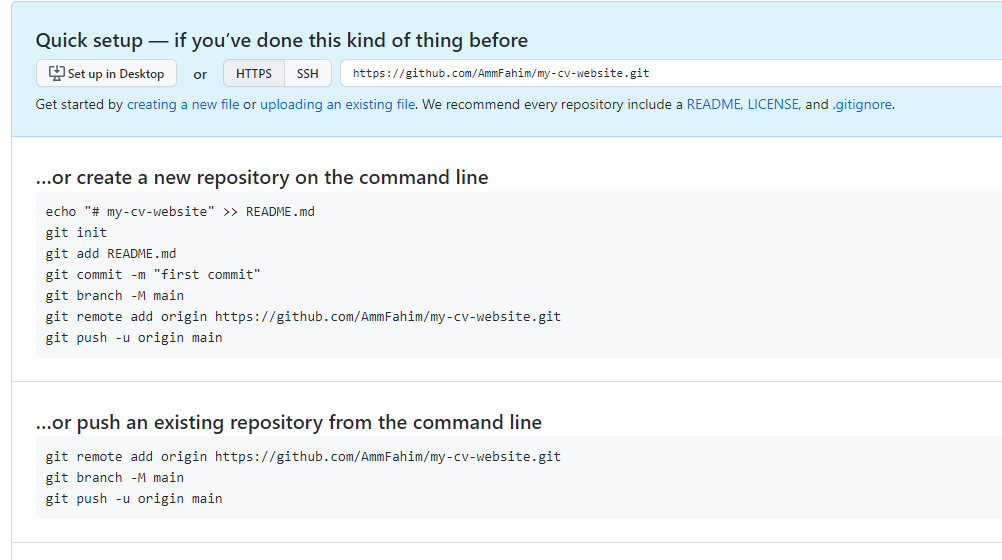 Quick setup — if you’ve done this kind of thing before
Set up in Desktop or HTTPS SSH https://github.com/AmmFahim/my-cv-website.git
Get started by creating a new file or uploading an existing file. We recommend every repository include a README, LICENSE, and .gitignore.
…or create a new repository on the command line
echo "# my-cv-website" >> README.md
git init
git add README.md
git commit -m "first commit"
git branch -M main
git remote add origin https://github.com/AmmFahim/my-cv-website.git
git push -u origin main
…or push an existing repository from the command line
git remote add origin https://github.com/AmmFahim/my-cv-website.git
git branch -M main
git push -u origin main